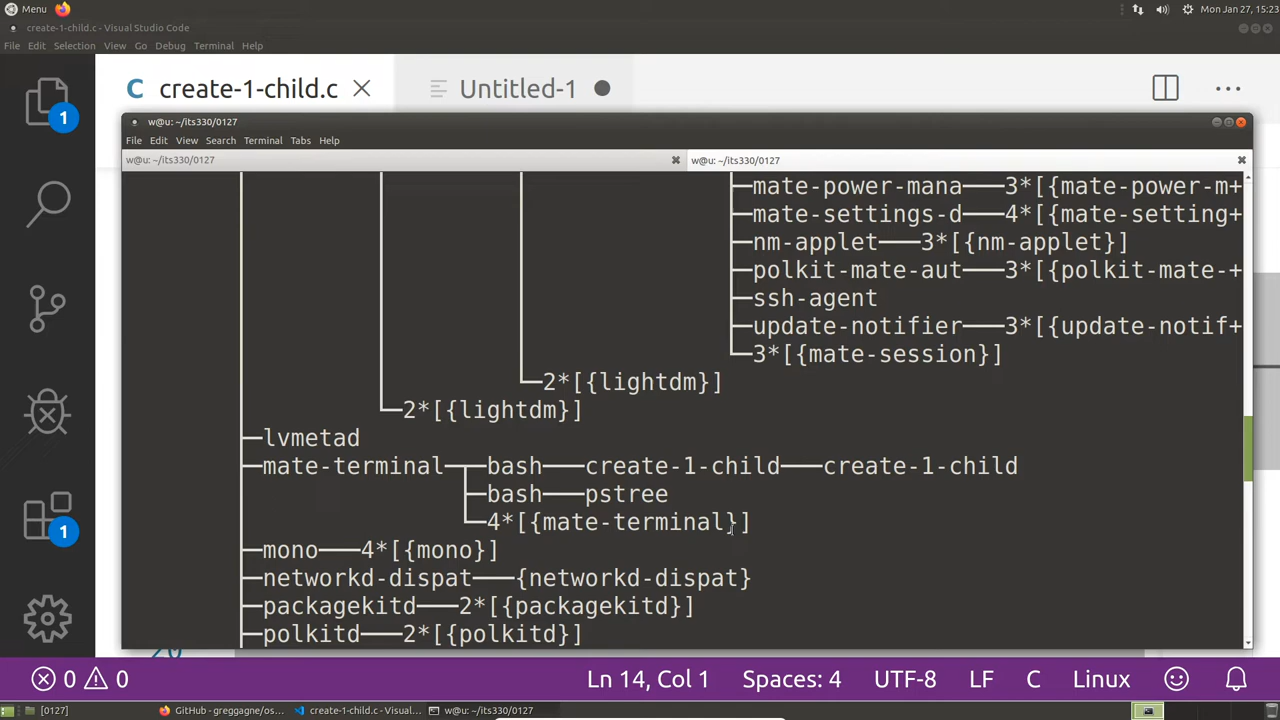 Menu Mon Jan 27, 15:23
create-1-child.c - Visual Studio Code
File Edit Selection View Go Debug Terminal Help
1
C create-1-child.c Untitled-1
w@u: ~/its330/0127
File Edit View Search Terminal Tabs Help
w@u: ~/its330/0127 w@u: ~/its330/0127
├─mate-power-mana───3*[{mate-power-m+
├─mate-settings-d───4*[{mate-setting+
├─nm-applet───3*[{nm-applet}]
├─polkit-mate-aut───3*[{polkit-mate-+
├─ssh-agent
├─update-notifier───3*[{update-notif+
└─3*[{mate-session}]
└─2*[{lightdm}]
└─2*[{lightdm}]
├─lvmetad
├─mate-terminal─┬─bash───create-1-child───create-1-child
├─bash───pstree
└─4*[{mate-terminal}]
├─mono───4*[{mono}]
├─networkd-dispat───{networkd-dispat}
├─packagekitd───2*[{packagekitd}]
├─polkitd───2*[{polkitd}]
1
20
0 0 Ln 14, Col 1 Spaces: 4 UTF-8 LF C Linux
[0127] GitHub - greggagne/os... create-1-child.c - Visual... w@u: ~/its330/0127